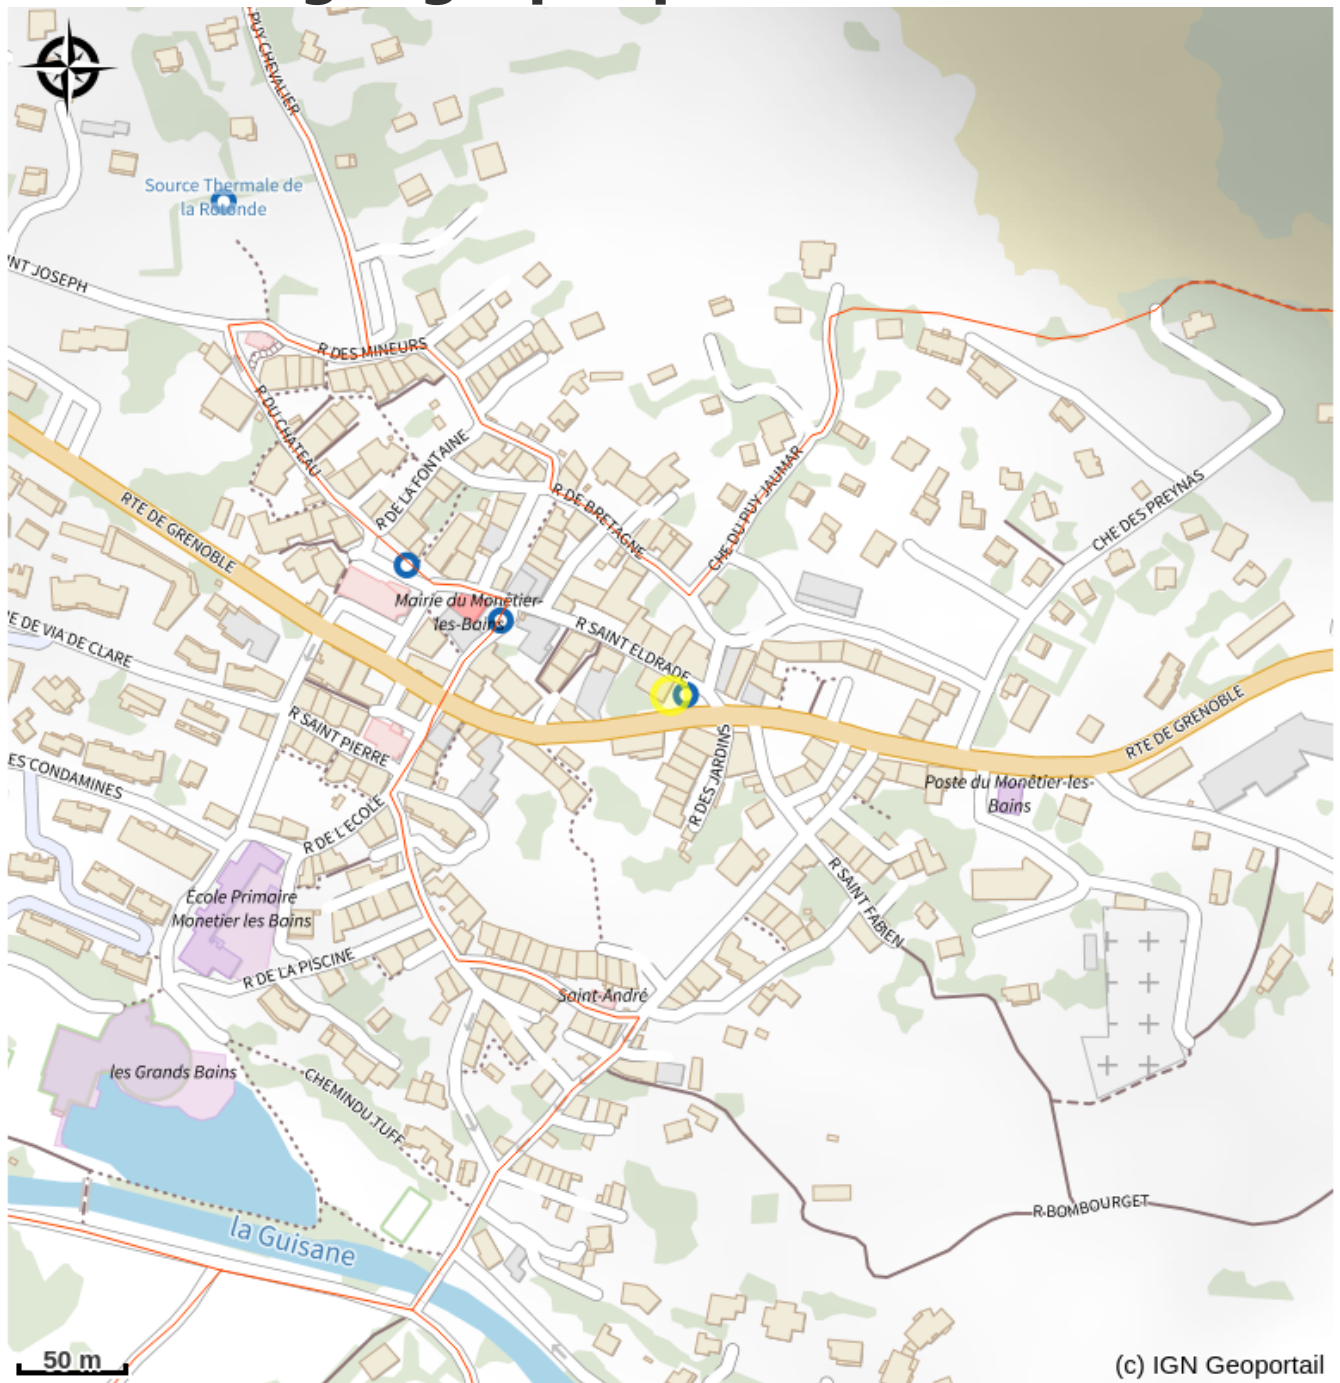 PUY CHEVALIER
Source Thermale de
la Rotonde
INT JOSEPH
R DES MINEURS
R DU CHATEAU
R DE LA FONTAINE
RTE DE GRENOBLE
R DE BRETAGNE
CHE DU PUY JAUMAR
CHE DES PREYNAS
Mairie du Monêtier-
les-Bains
R SAINT ELDRADE
IE DE VIA DE CLARE
R SAINT PIERRE
R DES JARDINS
RTE DE GRENOBLE
Poste du Monêtier-les-
Bains
ES CONDAMINES
R DE L'ECOLE
R SAINT FABIEN
Ecole Primaire
Monetier les Bains
R DE LA PISCINE
Saint-André
les Grands Bains
CHEMIN DU TUFF
R BOMBOURGET
la Guisane
50 m
(c) IGN Geoportail